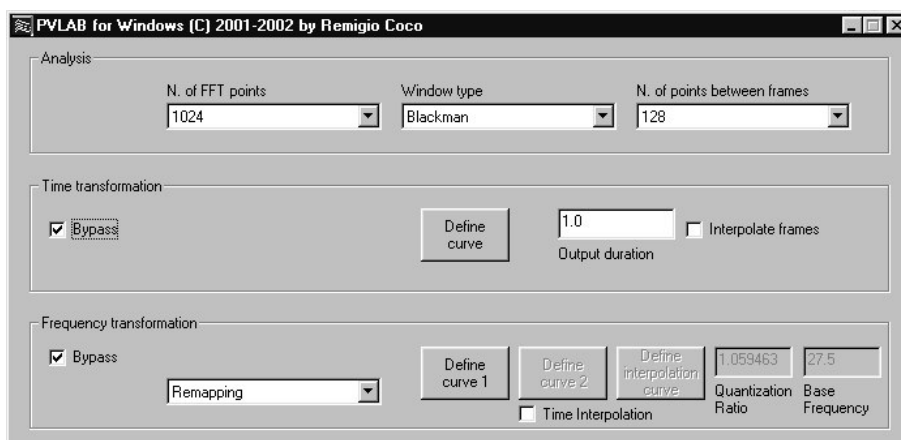 PVLAB for Windows (C) 2001-2002 by Remigio Coco
Analysis
N. of FFT points
Window type
N. of points between frames
1024
Blackman
128
Time transformation
Bypass
Define
curve
1.0
Interpolate frames
Output duration
Frequency transformation
Bypass
Remapping
Define
curve 1
Define
curve 2
Define
interpolation
curve
1.059463
27.5
Quantization
Ratio
Base
Frequency
Time Interpolation